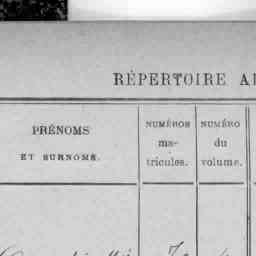 RÉPERTOIRE
PRÉNOMS
ET SURNOMS.
NUMÉROS
ma-
tricules.
NUMÉRO
du
volume.